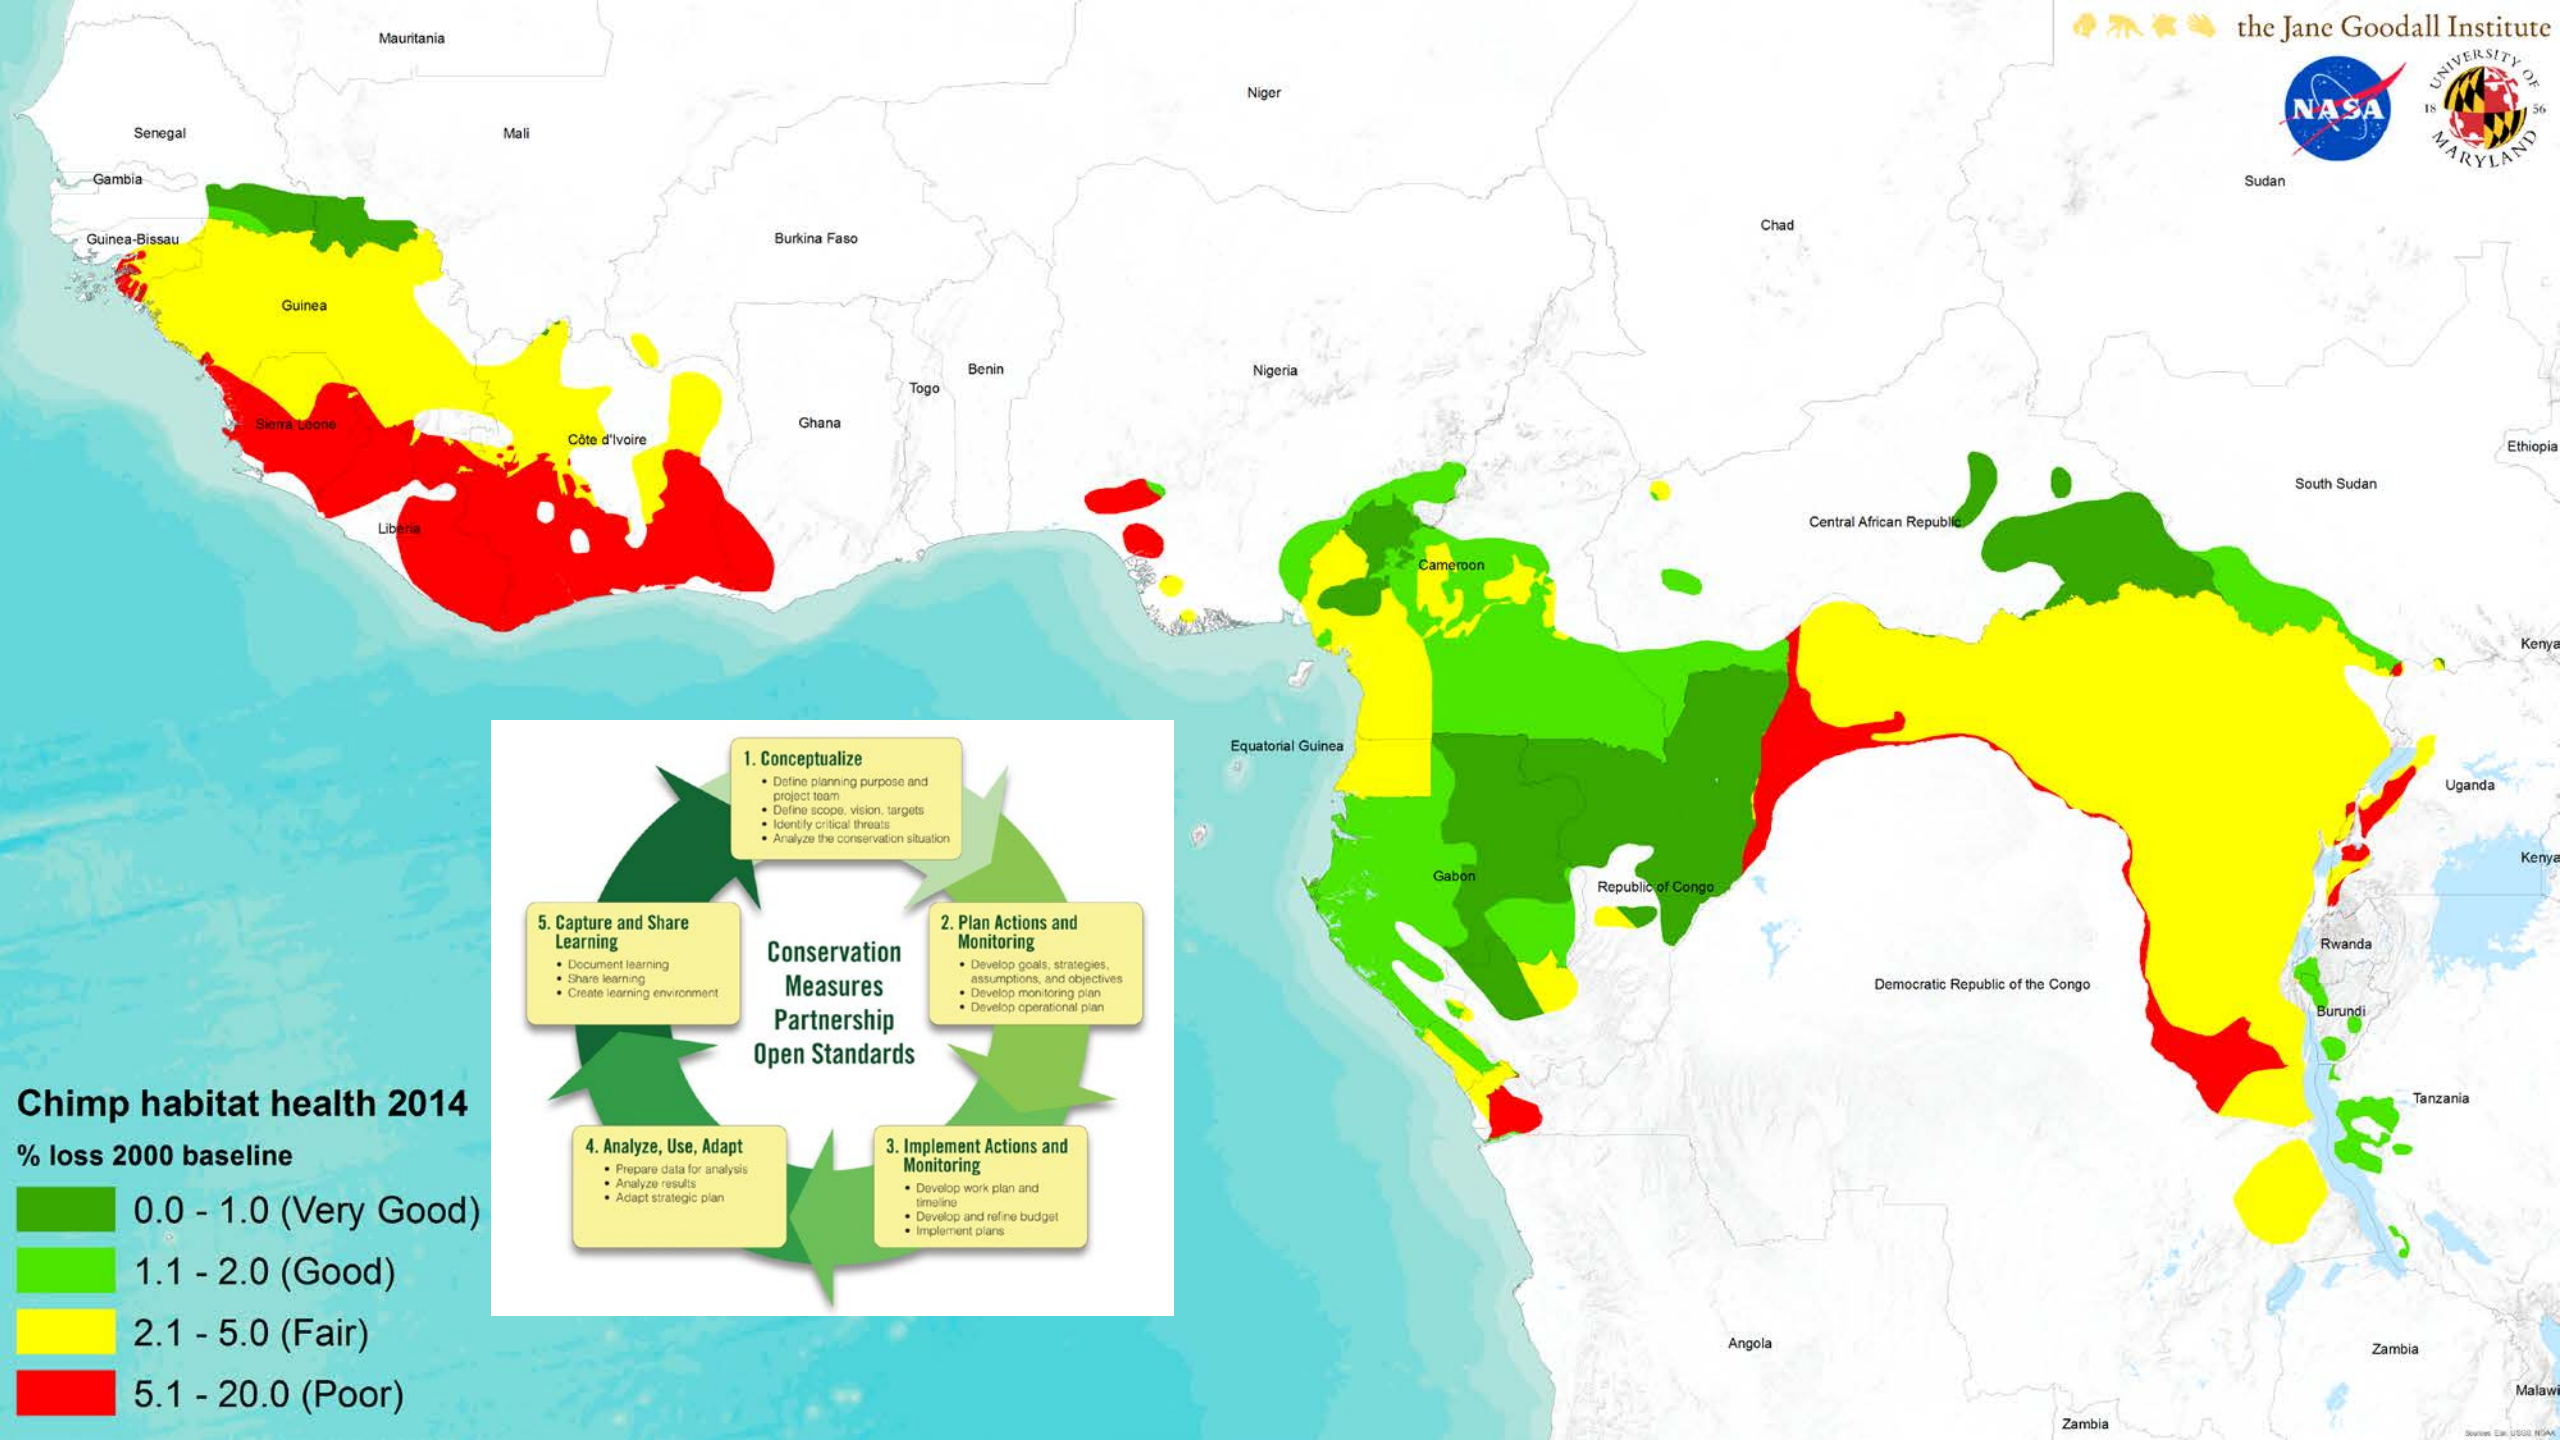 the Jane Goodall Institute
NASA
UNIVERSITY OF
18 56
MARYLAND
Mauritania
Niger
Senegal
Mali
Gambia
Sudan
Chad
Guinea-Bissau
Burkina Faso
Guinea
Benin
Nigeria
Togo
Ghana
Sierra Leone
Côte d'Ivoire
Ethiopia
South Sudan
Central African Republic
Liberia
Cameroon
Kenya
Equatorial Guinea
Uganda
Kenya
Gabon
Republic of Congo
Rwanda
Democratic Republic of the Congo
Burundi
Tanzania
Angola
Zambia
Malawi
Zambia
1. Conceptualize
• Define planning purpose and
project team
• Define scope, vision, targets
• Identify critical threats
• Analyze the conservation situation
2. Plan Actions and
Monitoring
• Develop goals, strategies,
assumptions, and objectives
• Develop monitoring plan
• Develop operational plan
3. Implement Actions and
Monitoring
• Develop work plan and
timeline
• Develop and refine budget
• Implement plans
4. Analyze, Use, Adapt
• Prepare data for analysis
• Analyze results
• Adapt strategic plan
5. Capture and Share
Learning
• Document learning
• Share learning
• Create learning environment
Conservation
Measures
Partnership
Open Standards
Chimp habitat health 2014
% loss 2000 baseline
0.0 - 1.0 (Very Good)
1.1 - 2.0 (Good)
2.1 - 5.0 (Fair)
5.1 - 20.0 (Poor)
Sources: Esri, USGS, NOAA